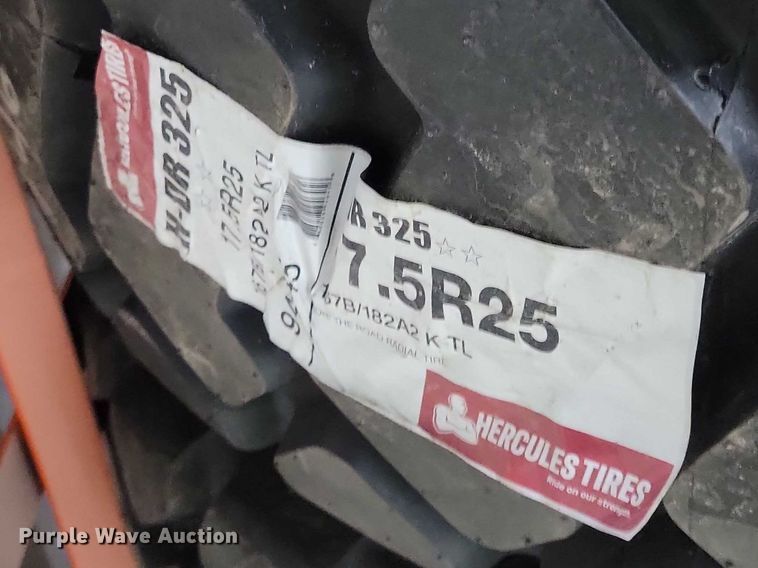 HERCULES TIRES
H-DR 325
17.5R25
182A2 K TL
R 325 ☆☆
7.5R25
67B/182A2 K TL
THE ROAD RADIAL TIRE
HERCULES TIRES
Ride on our strength
Purple Wave Auction